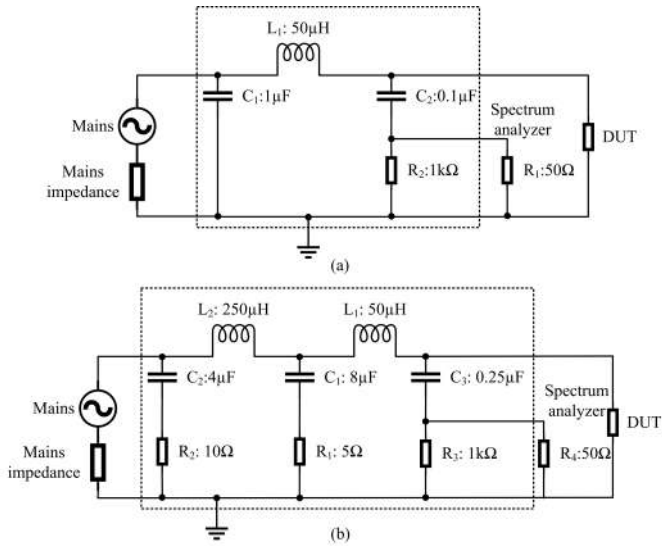 L₁: 50μH
C₁:1μF
C₂:0.1μF
Spectrum
analyzer
Mains
DUT
Mains
impedance
R₂:1kΩ
R₁:50Ω
(a)
L₂: 250μH
L₁: 50μH
C₂:4μF
C₁: 8μF
C₃: 0.25μF
Spectrum
analyzer
Mains
DUT
Mains
impedance
R₂: 10Ω
R₁: 5Ω
R₃: 1kΩ
R₄:50Ω
(b)